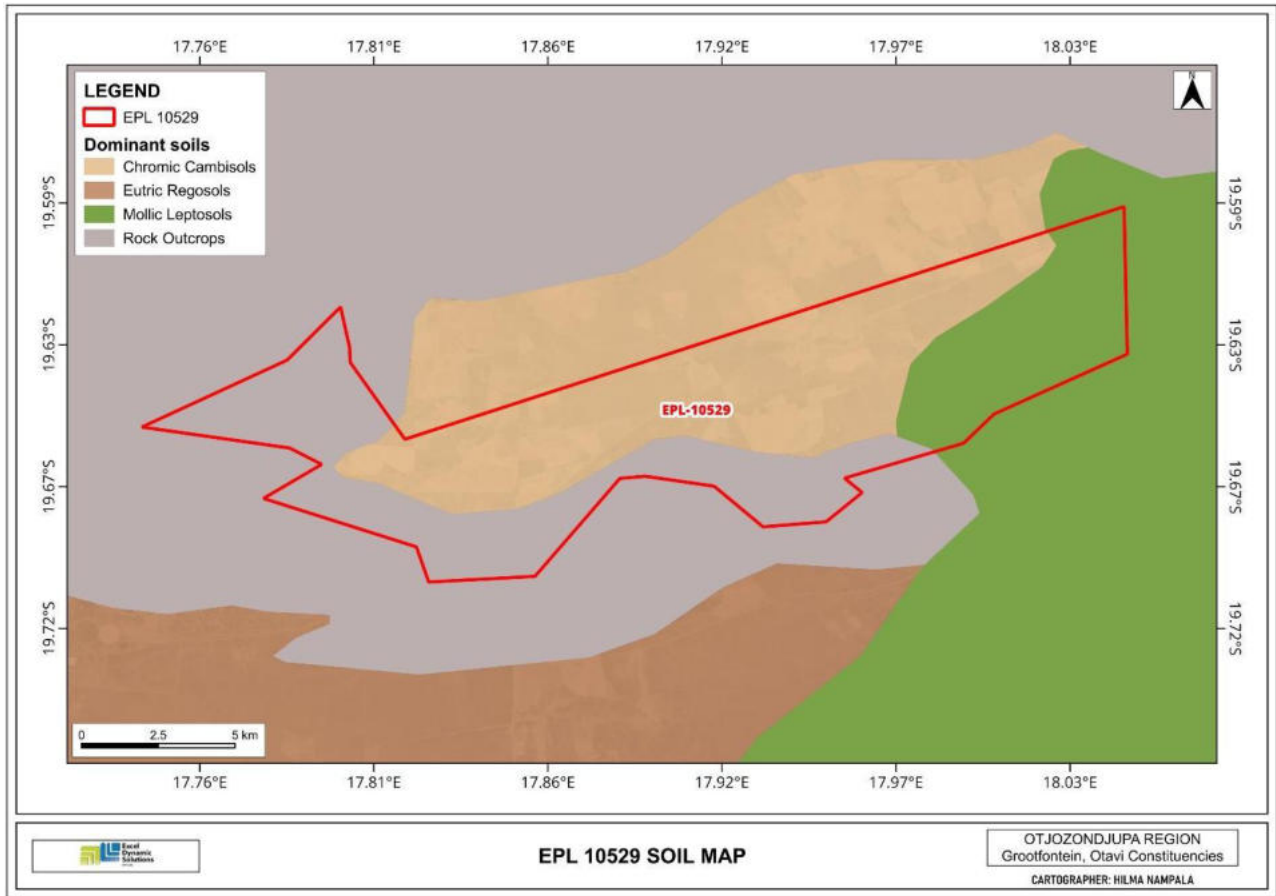 17.76°E 17.81°E 17.86°E 17.92°E 17.97°E 18.03°E
LEGEND
EPL 10529
Dominant soils
Chromic Cambisols
Eutric Regosols
Mollic Leptosols
Rock Outcrops
N
19.59°S 19.59°S
19.63°S 19.63°S
EPL-10529
19.67°S 19.67°S
19.72°S 19.72°S
0 2.5 5 km
17.76°E 17.81°E 17.86°E 17.92°E 17.97°E 18.03°E
Excel
Dynamic
Solutions
EPL 10529 SOIL MAP
OTJOZONDJUPA REGION
Grootfontein, Otavi Constituencies
CARTOGRAPHER: HILMA NAMPALA